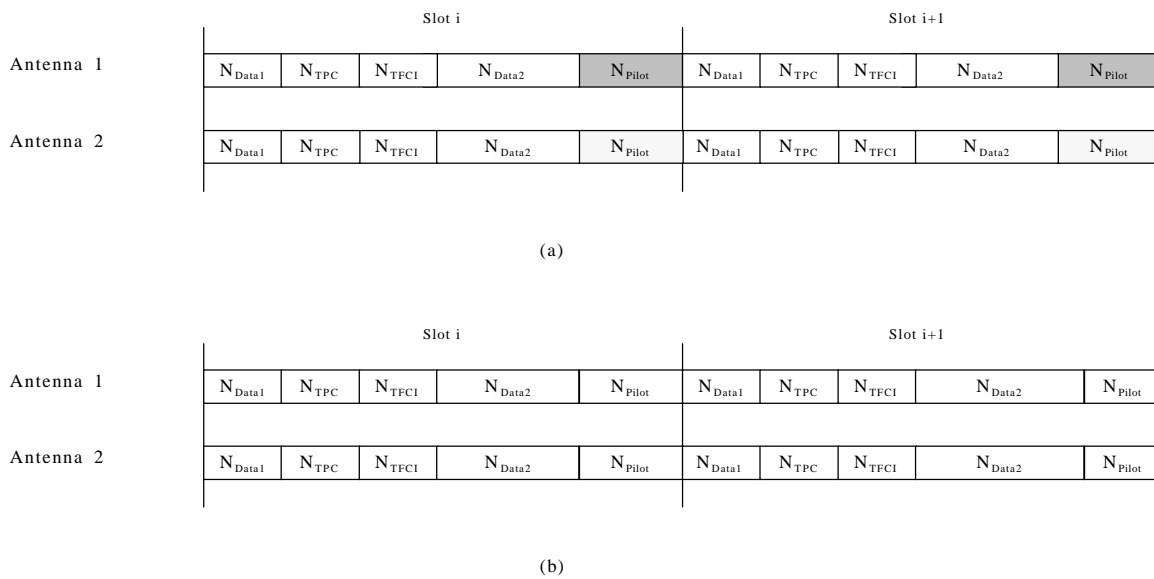 Slot i Slot i+1
Antenna 1 N_Data1 N_TPC N_TFCI N_Data2 N_Pilot N_Data1 N_TPC N_TFCI N_Data2 N_Pilot
Antenna 2 N_Data1 N_TPC N_TFCI N_Data2 N_Pilot N_Data1 N_TPC N_TFCI N_Data2 N_Pilot
(a)
Slot i Slot i+1
Antenna 1 N_Data1 N_TPC N_TFCI N_Data2 N_Pilot N_Data1 N_TPC N_TFCI N_Data2 N_Pilot
Antenna 2 N_Data1 N_TPC N_TFCI N_Data2 N_Pilot N_Data1 N_TPC N_TFCI N_Data2 N_Pilot
(b)